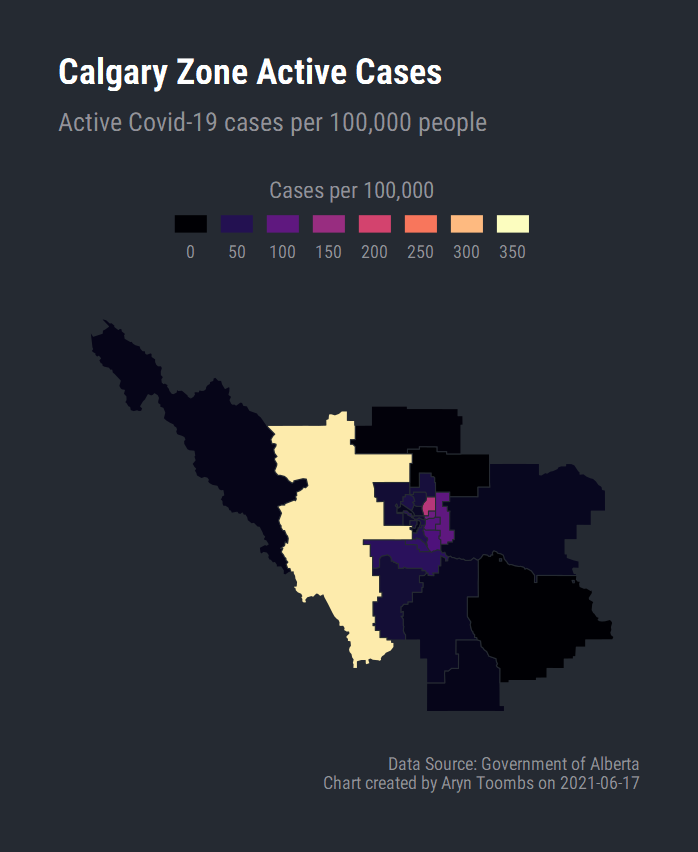 Calgary Zone Active Cases
Active Covid-19 cases per 100,000 people
Cases per 100,000
0 50 100 150 200 250 300 350
Data Source: Government of Alberta
Chart created by Aryn Toombs on 2021-06-17